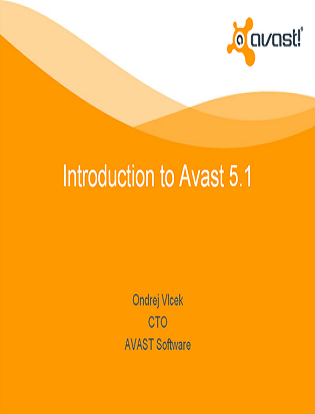 avast!
Introduction to Avast 5.1
Ondrej Vlcek
CTO
AVAST Software